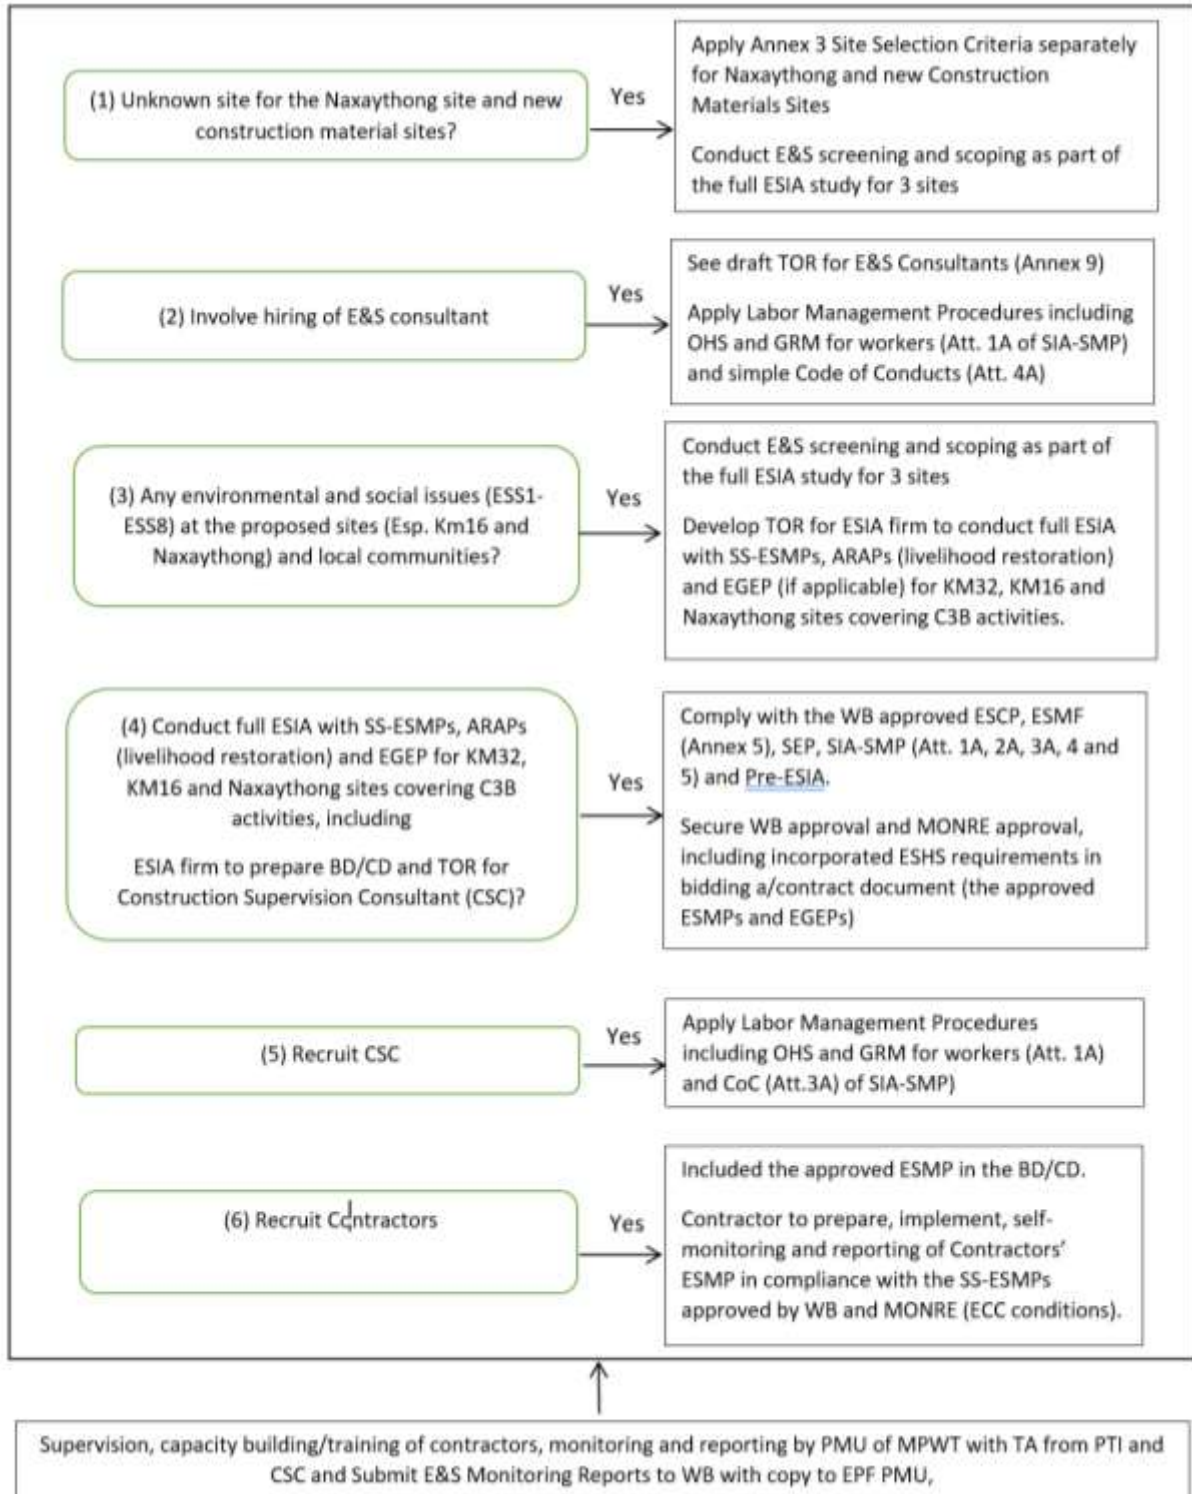 (1) Unknown site for the Naxaythong site and new
construction material sites?
Yes
Apply Annex 3 Site Selection Criteria separately
for Naxaythong and new Construction
Materials Sites
Conduct E&S screening and scoping as part of
the full ESIA study for 3 sites
(2) Involve hiring of E&S consultant
Yes
See draft TOR for E&S Consultants (Annex 9)
Apply Labor Management Procedures including
OHS and GRM for workers (Att. 1A of SIA-SMP)
and simple Code of Conducts (Att. 4A)
(3) Any environmental and social issues (ESS1-
ESS8) at the proposed sites (Esp. Km16 and
Naxaythong) and local communities?
Yes
Conduct E&S screening and scoping as part of
the full ESIA study for 3 sites
Develop TOR for ESIA firm to conduct full ESIA
with SS-ESMPs, ARAPs (livelihood restoration)
and EGEP (if applicable) for KM32, KM16 and
Naxaythong sites covering C3B activities.
(4) Conduct full ESIA with SS-ESMPs, ARAPs
(livelihood restoration) and EGEP for KM32,
KM16 and Naxaythong sites covering C3B
activities, including
ESIA firm to prepare BD/CD and TOR for
Construction Supervision Consultant (CSC)?
Yes
Comply with the WB approved ESCP, ESMF
(Annex 5), SEP, SIA-SMP (Att. 1A, 2A, 3A, 4 and
5) and Pre-ESIA.
Secure WB approval and MONRE approval,
including incorporated ESHS requirements in
bidding a/contract document (the approved
ESMPs and EGEPs)
(5) Recruit CSC
Yes
Apply Labor Management Procedures
including OHS and GRM for workers (Att. 1A)
and CoC (Att.3A) of SIA-SMP)
(6) Recruit Contractors
Yes
Included the approved ESMP in the BD/CD.
Contractor to prepare, implement, self-
monitoring and reporting of Contractors'
ESMP in compliance with the SS-ESMPs
approved by WB and MONRE (ECC conditions).
Supervision, capacity building/training of contractors, monitoring and reporting by PMU of MPWT with TA from PTI and
CSC and Submit E&S Monitoring Reports to WB with copy to EPF PMU,